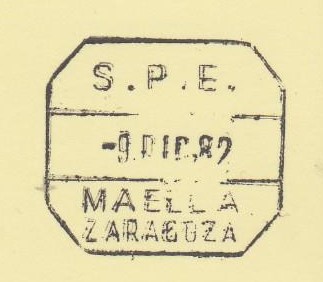 S.P.E.
-9 DIC. 82
MAELLA
ZARAGOZA